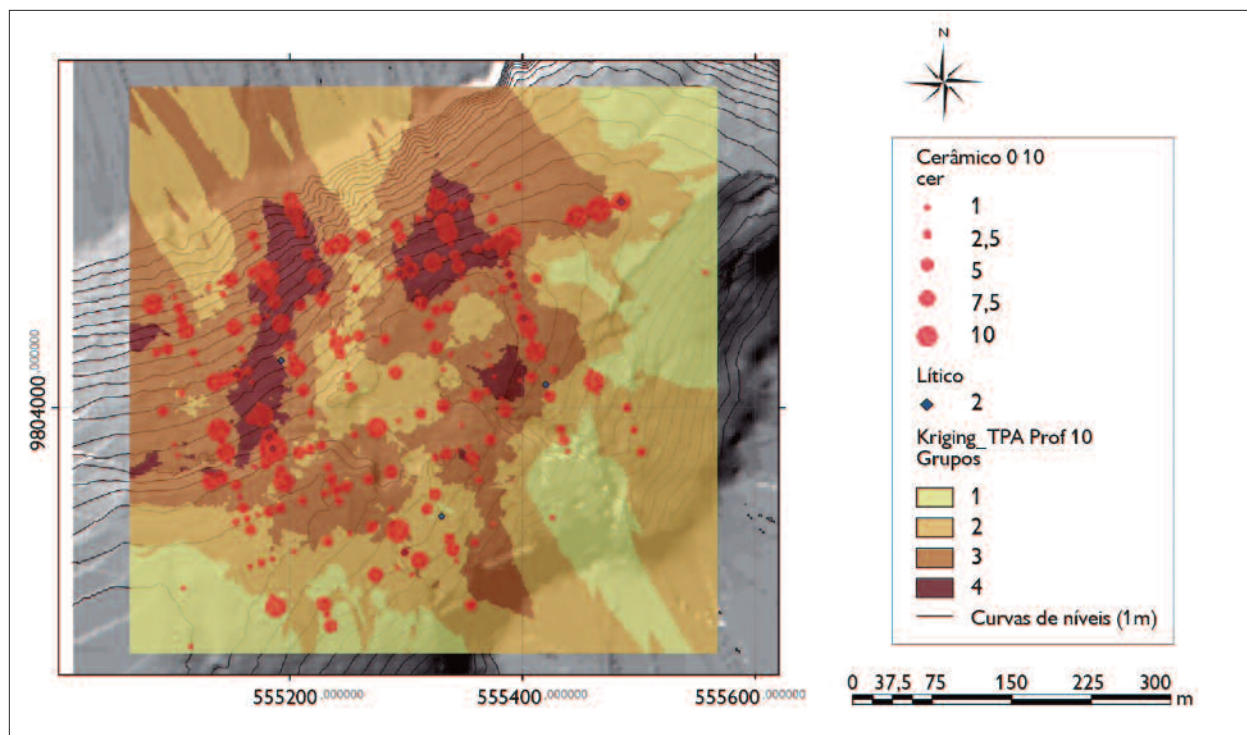 N
Cerâmico 0 10
cer
1
2,5
5
7,5
10
Lítico
2
Kriging_TPA Prof 10
Grupos
1
2
3
4
Curvas de níveis (1m)
9804000,000000
555200,000000
555400,000000
555600,000000
0 37,5 75 150 225 300
m